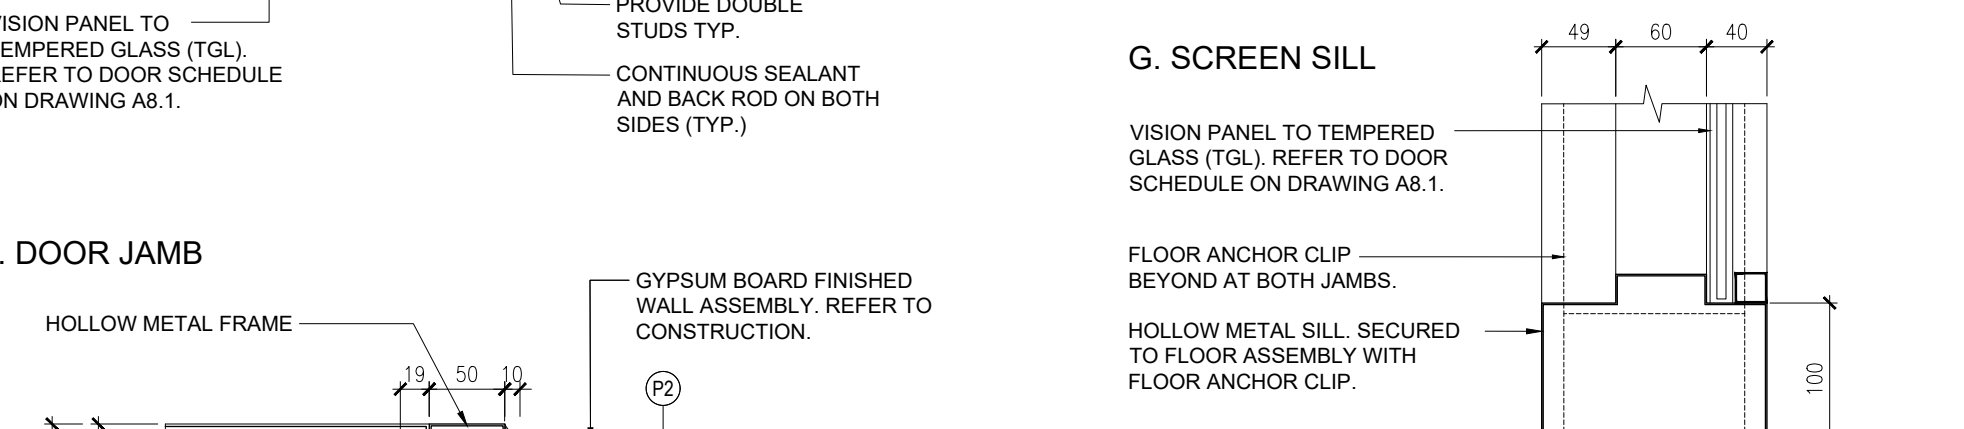 VISION PANEL TO
TEMPERED GLASS (TGL).
REFER TO DOOR SCHEDULE
ON DRAWING A8.1.
PROVIDE DOUBLE
STUDS TYP.
CONTINUOUS SEALANT
AND BACK ROD ON BOTH
SIDES (TYP.)
. DOOR JAMB
HOLLOW METAL FRAME
19 50 10
GYPSUM BOARD FINISHED
WALL ASSEMBLY. REFER TO
CONSTRUCTION.
P2
G. SCREEN SILL
49 60 40
VISION PANEL TO TEMPERED
GLASS (TGL). REFER TO DOOR
SCHEDULE ON DRAWING A8.1.
FLOOR ANCHOR CLIP
BEYOND AT BOTH JAMBS.
HOLLOW METAL SILL. SECURED
TO FLOOR ASSEMBLY WITH
FLOOR ANCHOR CLIP.
100